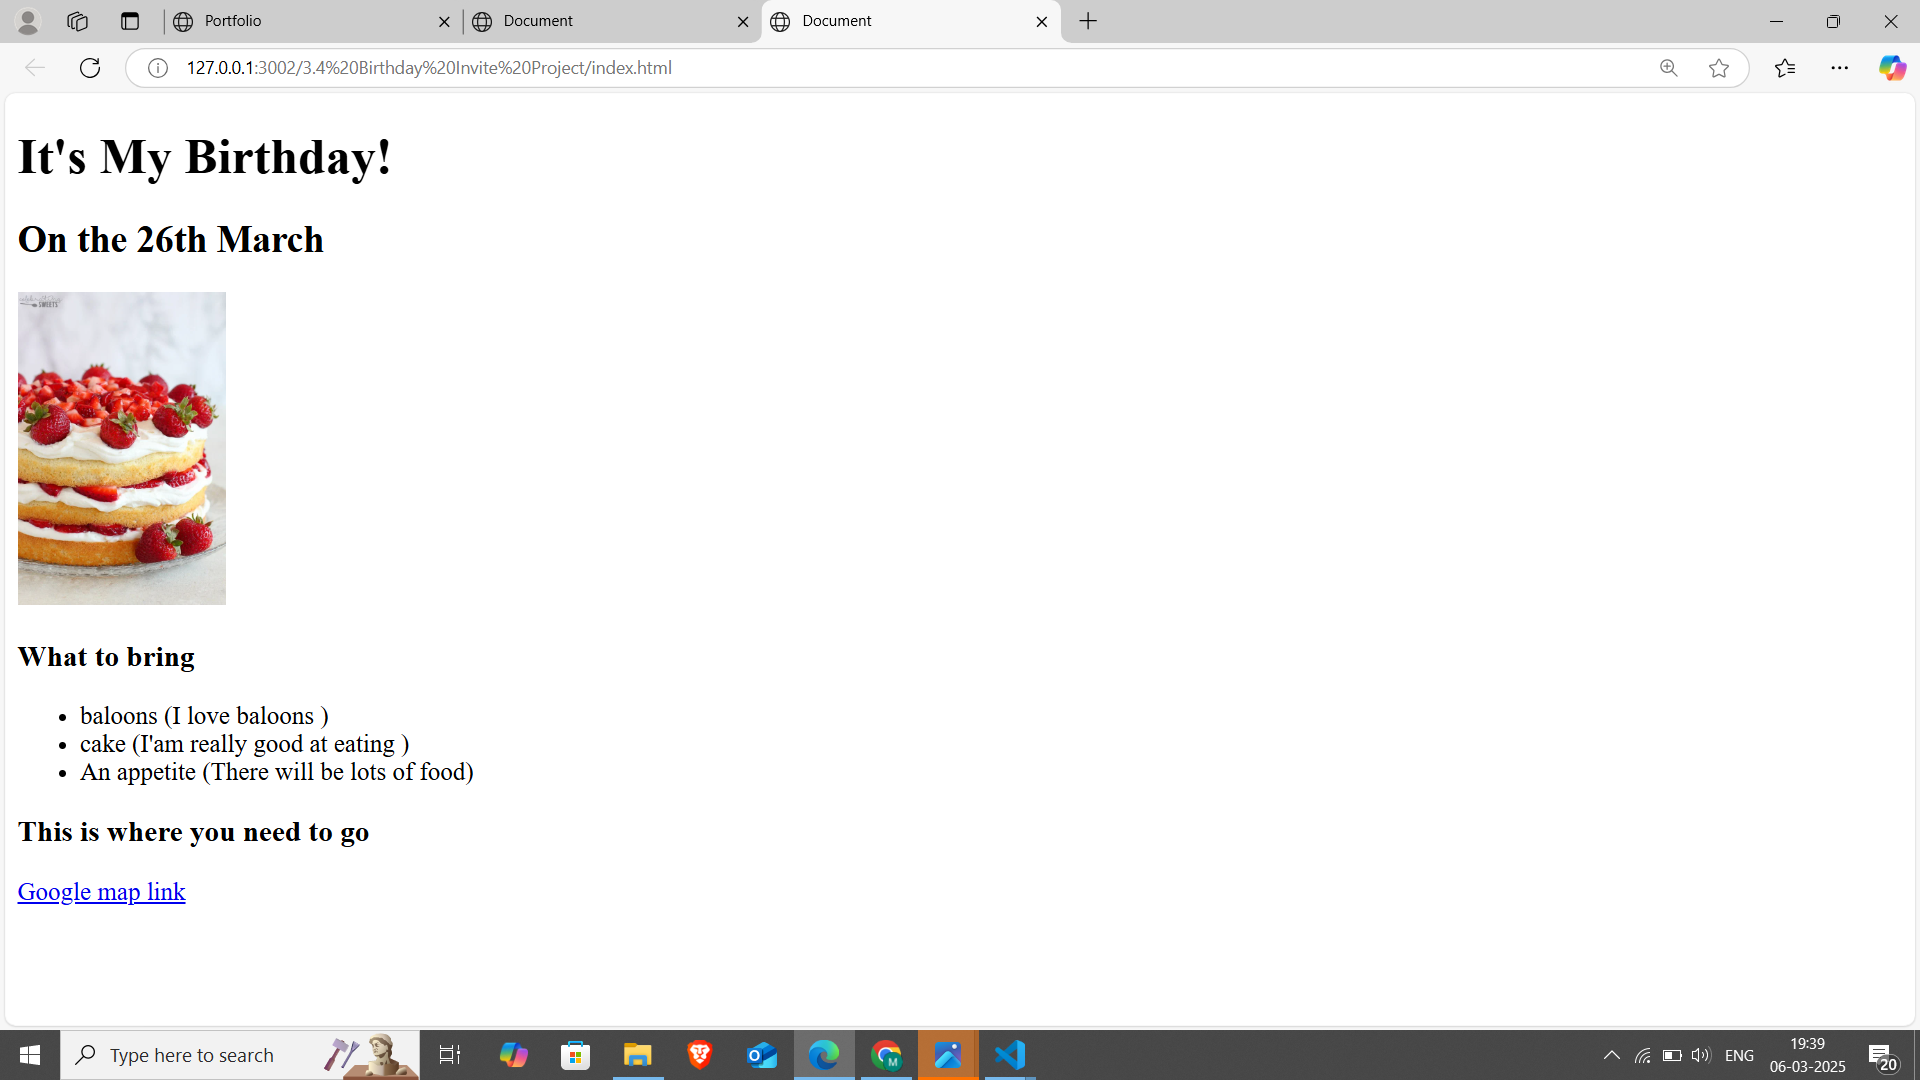 Portfolio
Document
Document
127.0.0.1:3002/3.4%20Birthday%20Invite%20Project/index.html
It's My Birthday!
On the 26th March
SWEETS
What to bring
baloons (I love baloons )
cake (I'am really good at eating )
An appetite (There will be lots of food)
This is where you need to go
Google map link
Type here to search
M
ENG
19:39
06-03-2025
20